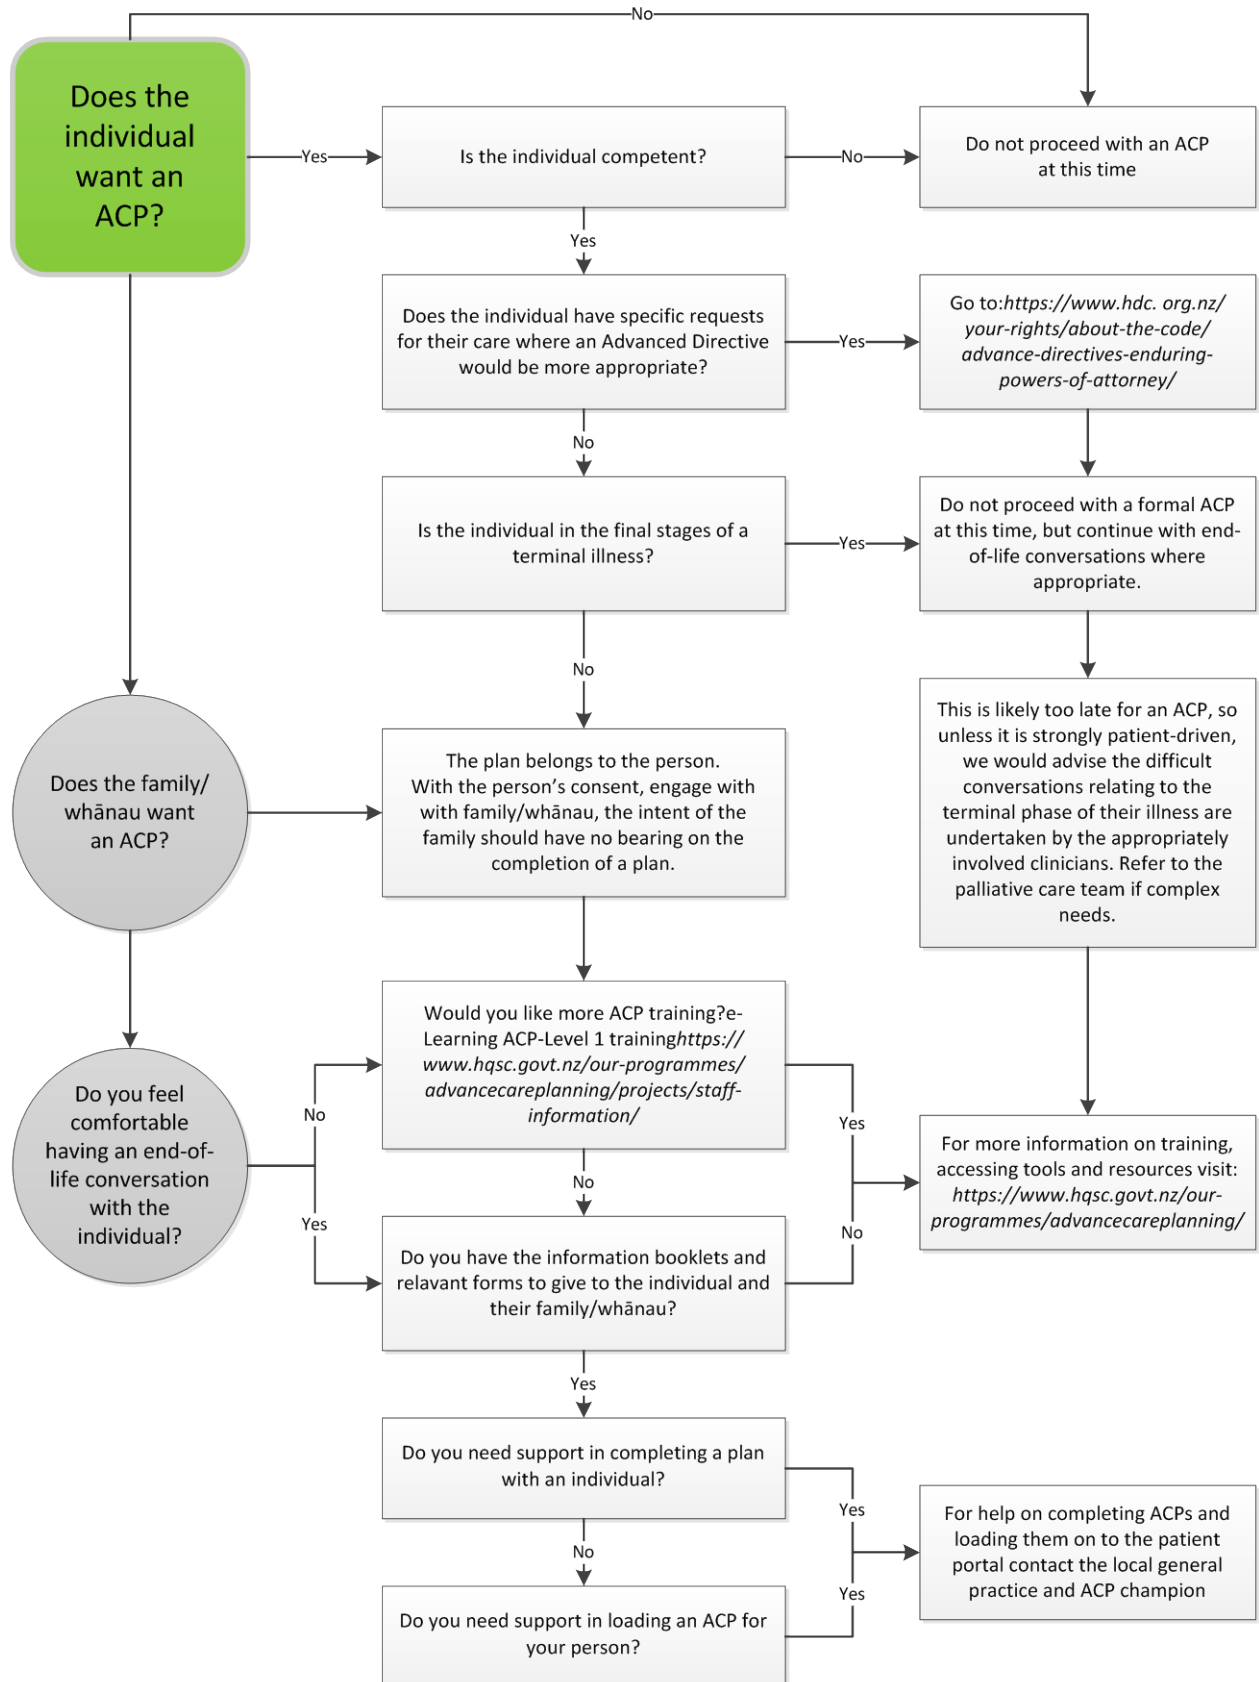 No
Does the
individual
want an
ACP?
Yes
Is the individual competent?
No
Do not proceed with an ACP
at this time
Yes
Does the individual have specific requests
for their care where an Advanced Directive
would be more appropriate?
Yes
Go to:https://www.hdc. org.nz/
your-rights/about-the-code/
advance-directives-enduring-
powers-of-attorney/
No
Is the individual in the final stages of a
terminal illness?
Yes
Do not proceed with a formal ACP
at this time, but continue with end-
of-life conversations where
appropriate.
No
This is likely too late for an ACP, so
unless it is strongly patient-driven,
we would advise the difficult
conversations relating to the
terminal phase of their illness are
undertaken by the appropriately
involved clinicians. Refer to the
palliative care team if complex
needs.
Does the family/
whānau want
an ACP?
The plan belongs to the person.
With the person's consent, engage with
with family/whānau, the intent of the
family should have no bearing on the
completion of a plan.
Do you feel
comfortable
having an end-of-
life conversation
with the
individual?
No
Yes
Would you like more ACP training?e-
Learning ACP-Level 1 traininghttps://
www.hqsc.govt.nz/our-programmes/
advancecareplanning/projects/staff-
information/
Yes
No
No
For more information on training,
accessing tools and resources visit:
https://www.hqsc.govt.nz/our-
programmes/advancecareplanning/
Do you have the information booklets and
relavant forms to give to the individual and
their family/whānau?
Yes
Do you need support in completing a plan
with an individual?
Yes
No
Yes
For help on completing ACPs and
loading them on to the patient
portal contact the local general
practice and ACP champion
Do you need support in loading an ACP for
your person?